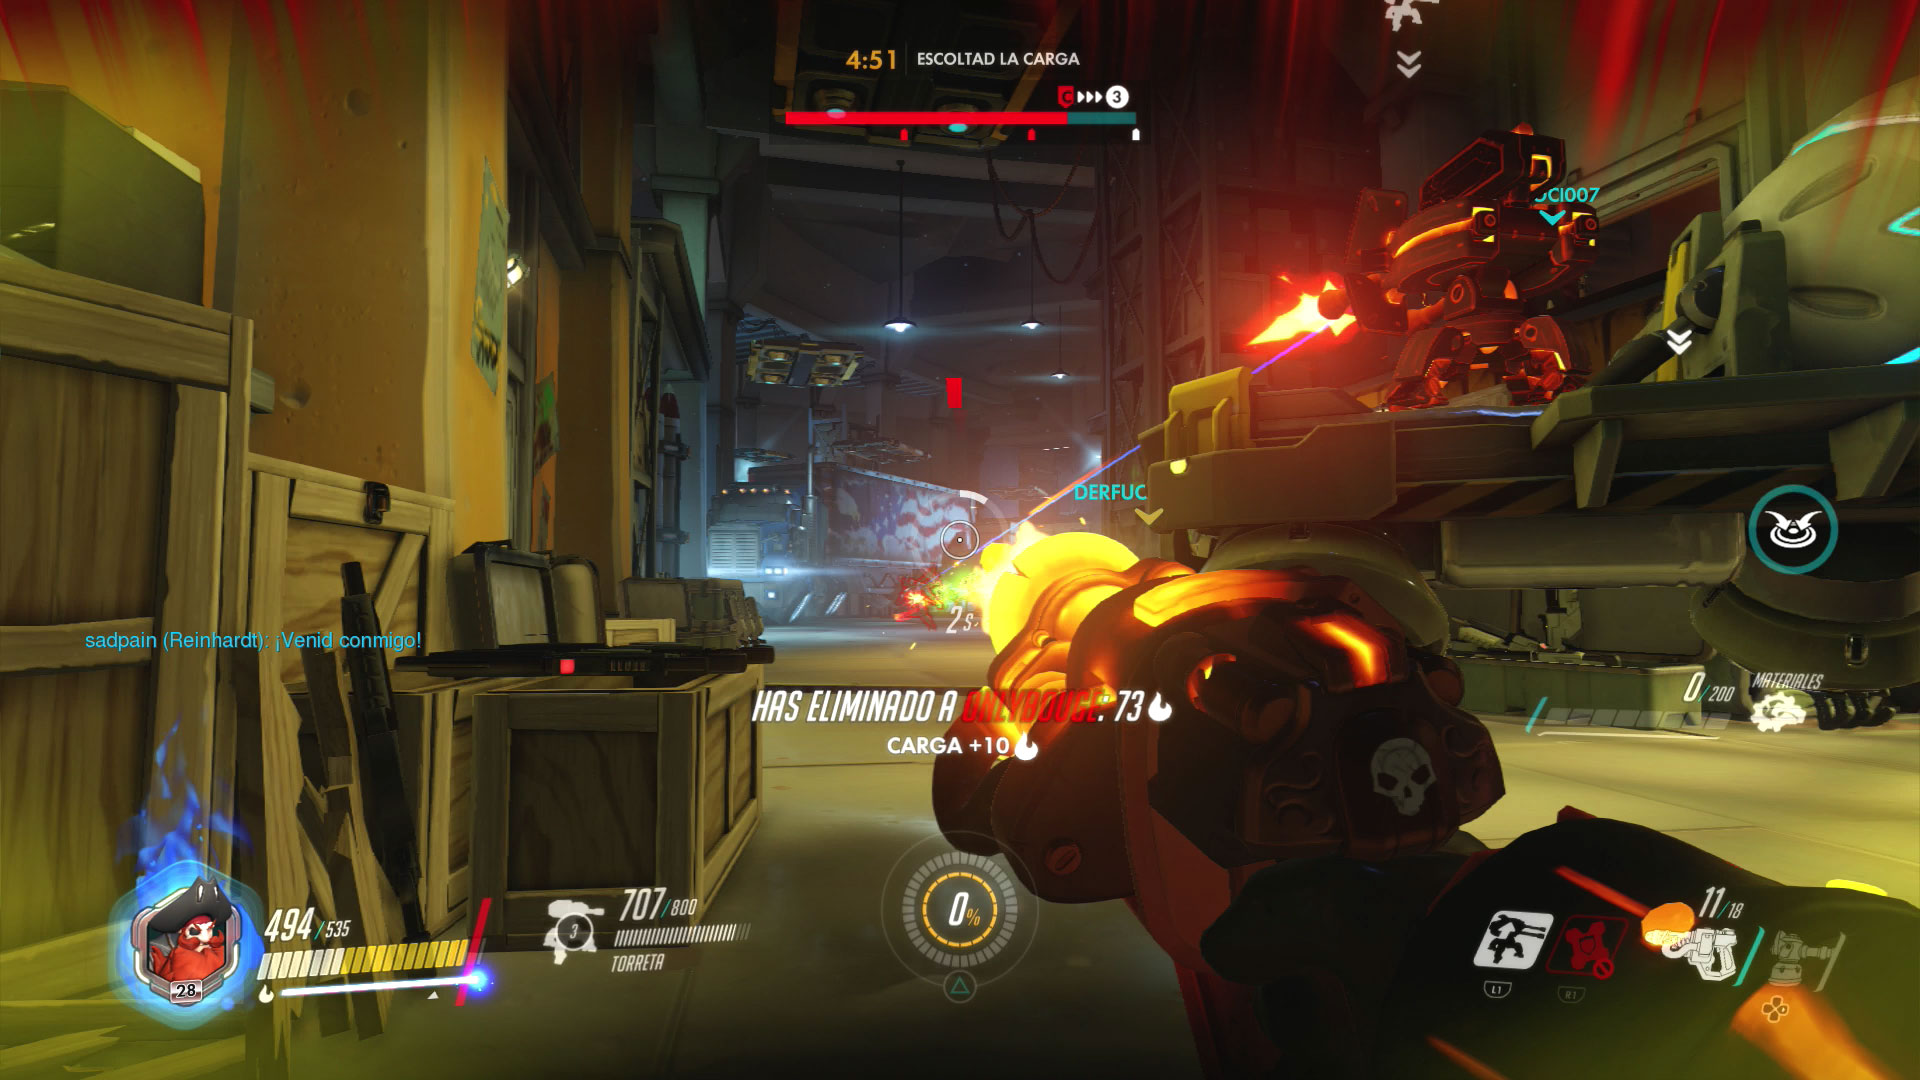 4:51 ESCOLTAD LA CARGA
C 3
CI007
DERFUC
2s
sadpain (Reinhardt): ¡Venid conmigo!
0/200 MATERIALES
HAS ELIMINADO A ONLYBOUGE: 73
CARGA +10
494/535
28
3 707/800
TORRETA
0%
11/18
L1 R1